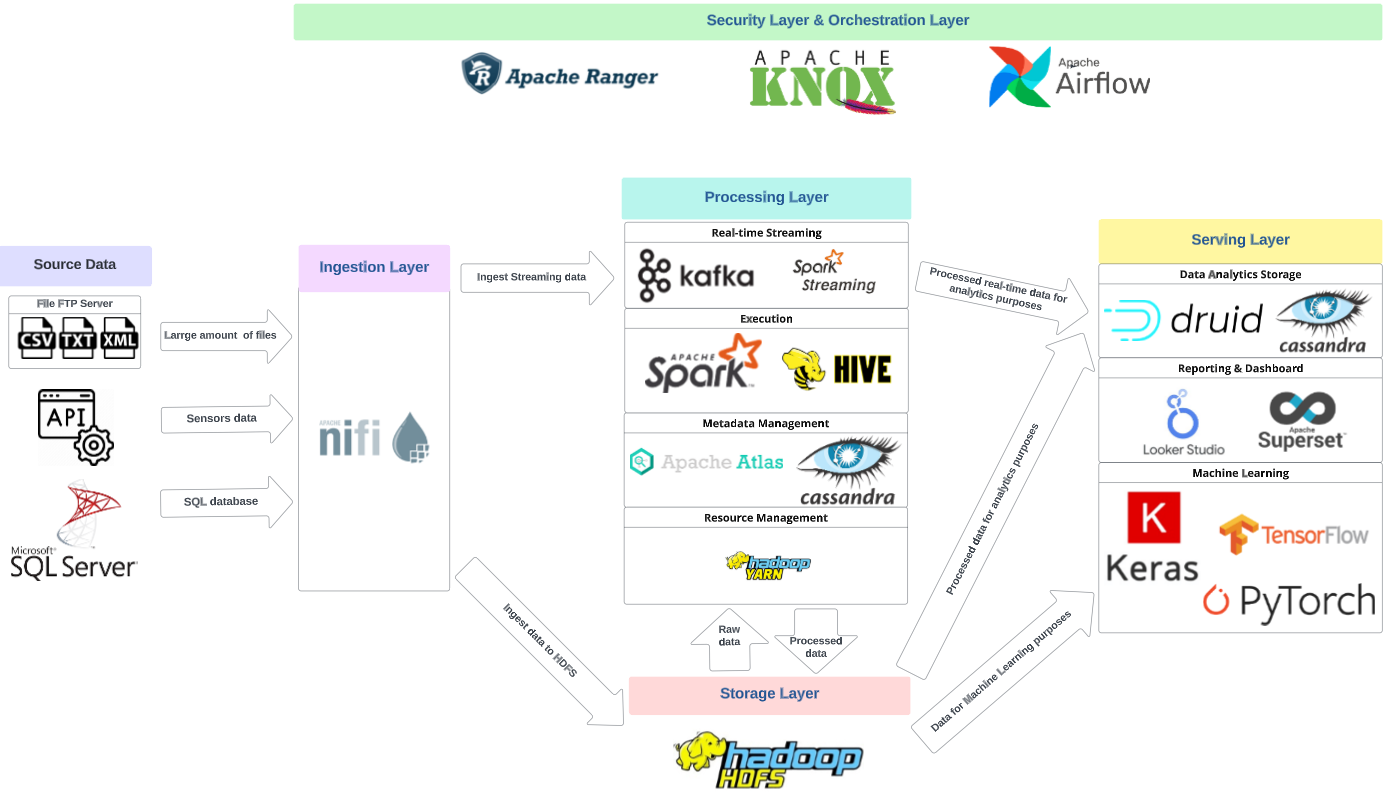 Security Layer & Orchestration Layer
Apache Ranger
APACHE
KNOX
Apache
Airflow
Source Data
File FTP Server
CSV
TXT
XML
API
Microsoft®
SQL Server®
Larrge amount of files
Sensors data
SQL database
Ingestion Layer
APACHE
nifi
Ingest Streaming data
Ingest data to HDFS
Processing Layer
Real-time Streaming
kafka
Spark
Streaming
Execution
APACHE
Spark™
HIVE
Metadata Management
Apache Atlas
cassandra
Resource Management
hadoop
YARN
Raw
data
Processed
data
Storage Layer
hadoop
HDFS
Processed real-time data for
analytics purposes
Processed data for analytics purposes
Data for Machine Learning purposes
Serving Layer
Data Analytics Storage
druid
cassandra
Reporting & Dashboard
Looker Studio
Apache
Superset™
Machine Learning
K
Keras
TensorFlow
PyTorch